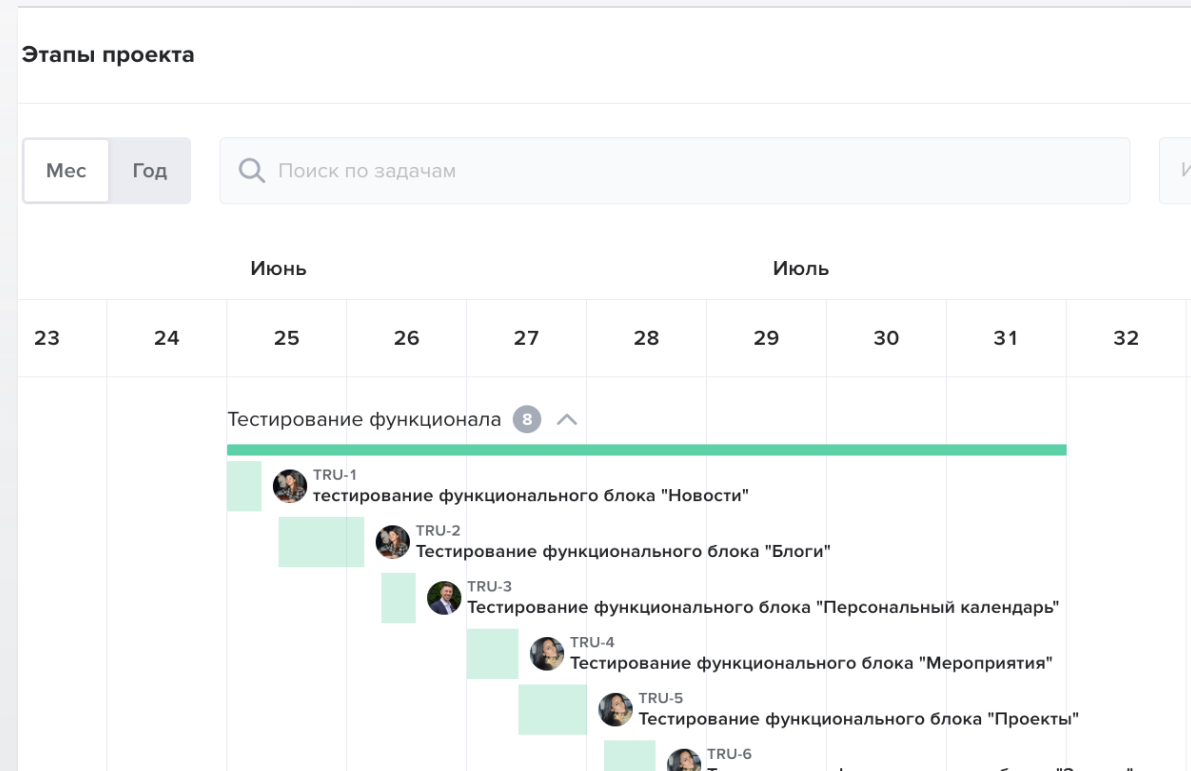 Этапы проекта
Мес Год Поиск по задачам
Июнь Июль
23 24 25 26 27 28 29 30 31 32
Тестирование функционала 8
TRU-1
тестирование функционального блока "Новости"
TRU-2
Тестирование функционального блока "Блоги"
TRU-3
Тестирование функционального блока "Персональный календарь"
TRU-4
Тестирование функционального блока "Мероприятия"
TRU-5
Тестирование функционального блока "Проекты"
TRU-6